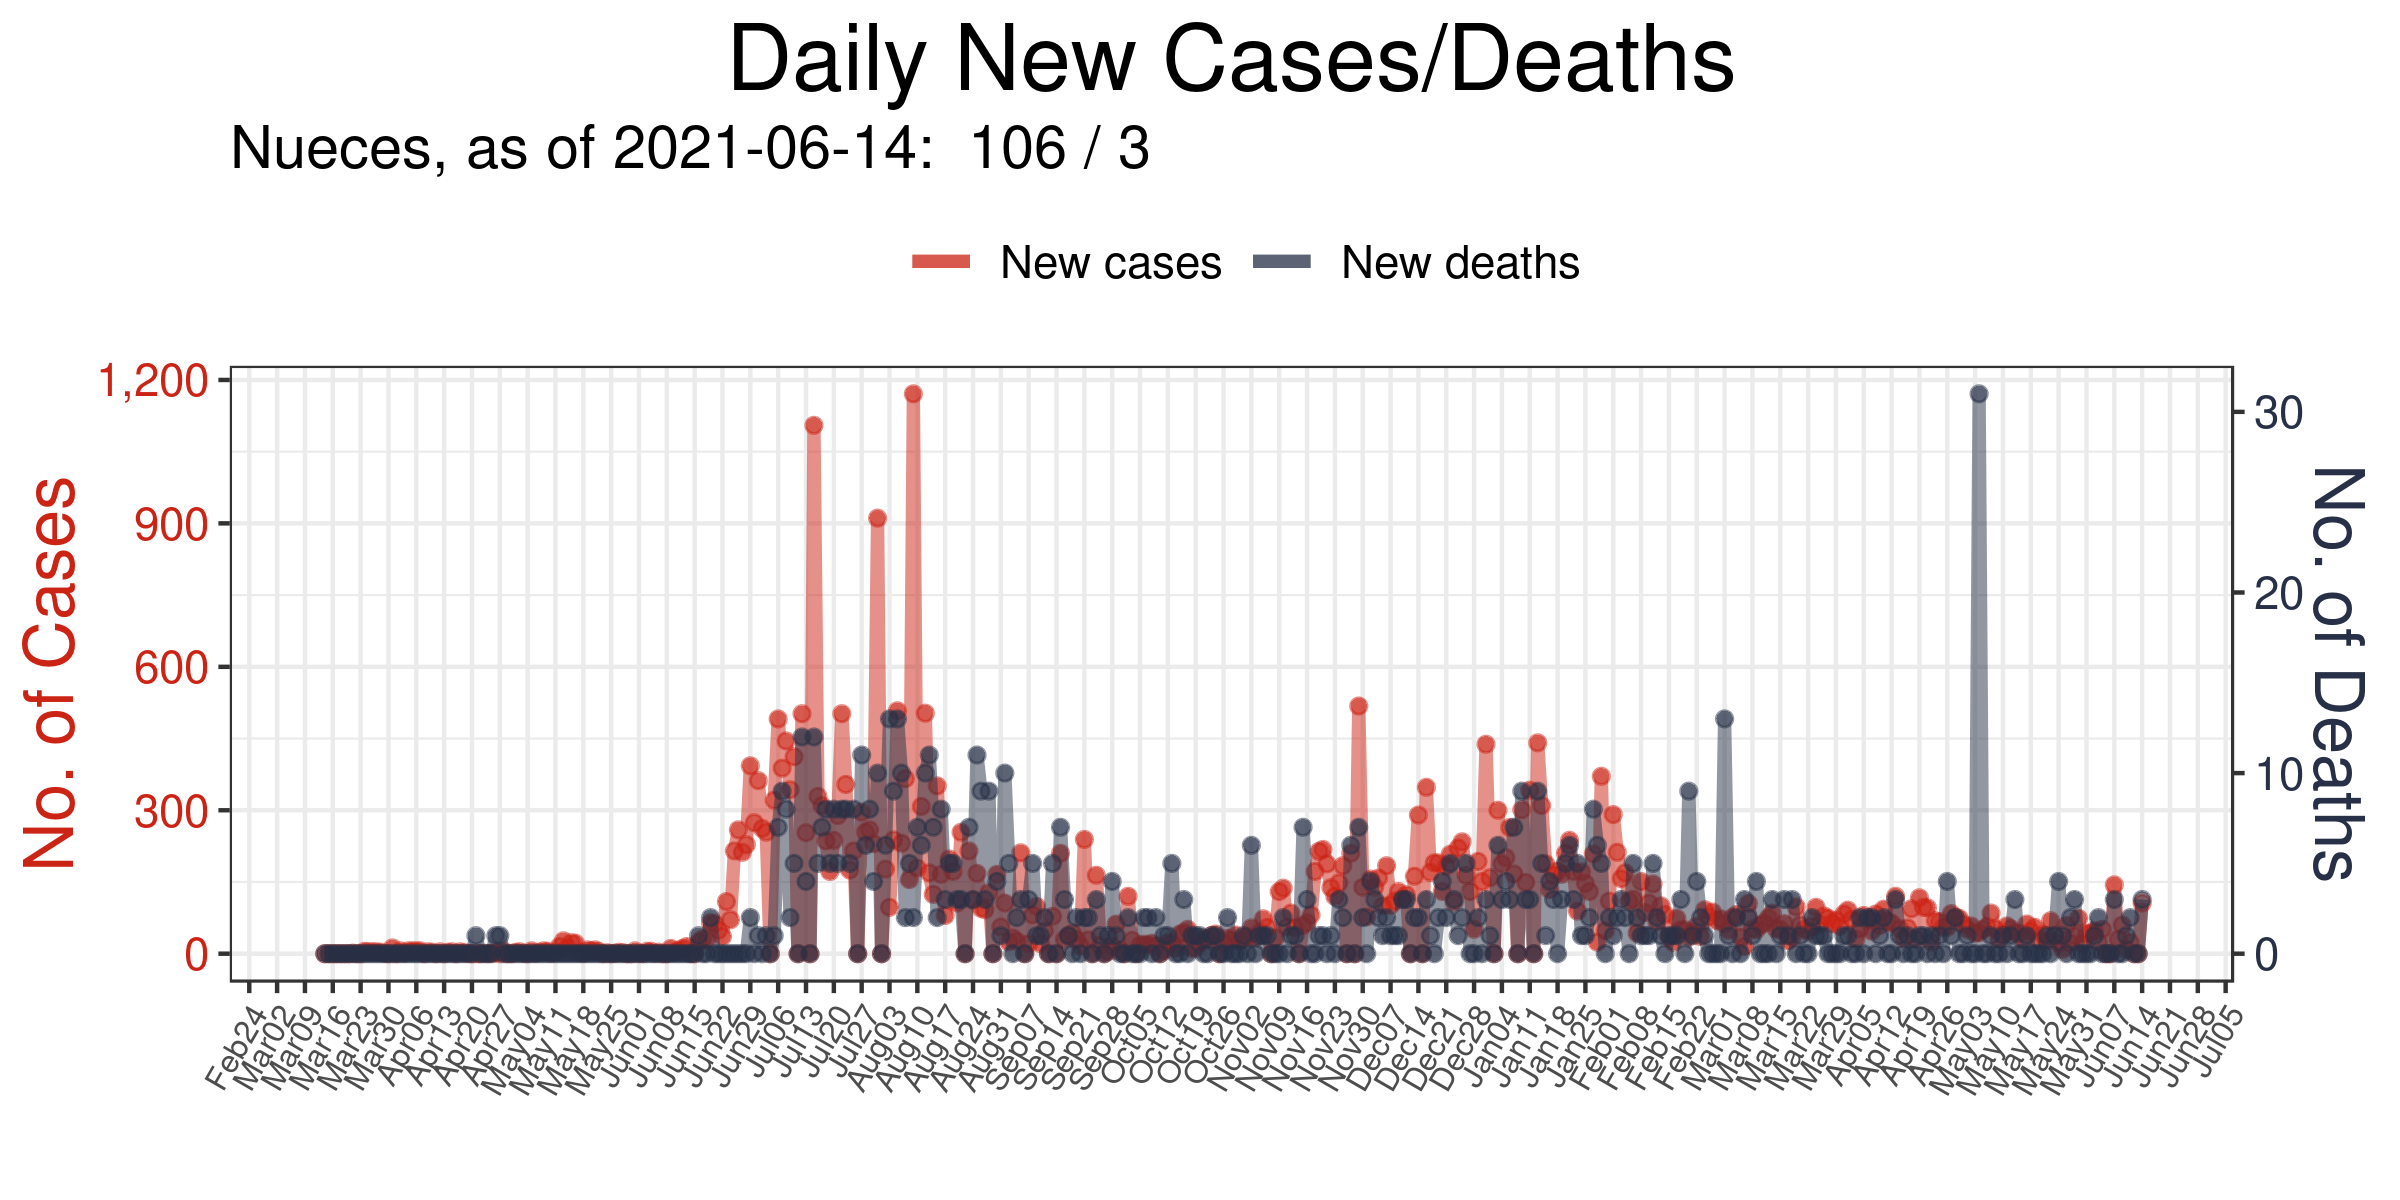 Daily New Cases/Deaths
Nueces, as of 2021-06-14:  106 / 3
New cases New deaths
No. of Cases
1,200
900
600
300
0
30
20
10
0
No. of Deaths
Feb24 Mar02 Mar09 Mar16 Mar23 Mar30 Apr06 Apr13 Apr20 Apr27 May04 May11 May18 May25 Jun01 Jun08 Jun15 Jun22 Jun29 Jul06 Jul13 Jul20 Jul27 Aug03 Aug10 Aug17 Aug24 Aug31 Sep07 Sep14 Sep21 Sep28 Oct05 Oct12 Oct19 Oct26 Nov02 Nov09 Nov16 Nov23 Nov30 Dec07 Dec14 Dec21 Dec28 Jan04 Jan11 Jan18 Jan25 Feb01 Feb08 Feb15 Feb22 Mar01 Mar08 Mar15 Mar22 Mar29 Apr05 Apr12 Apr19 Apr26 May03 May10 May17 May24 May31 Jun07 Jun14 Jun21 Jun28 Jul05